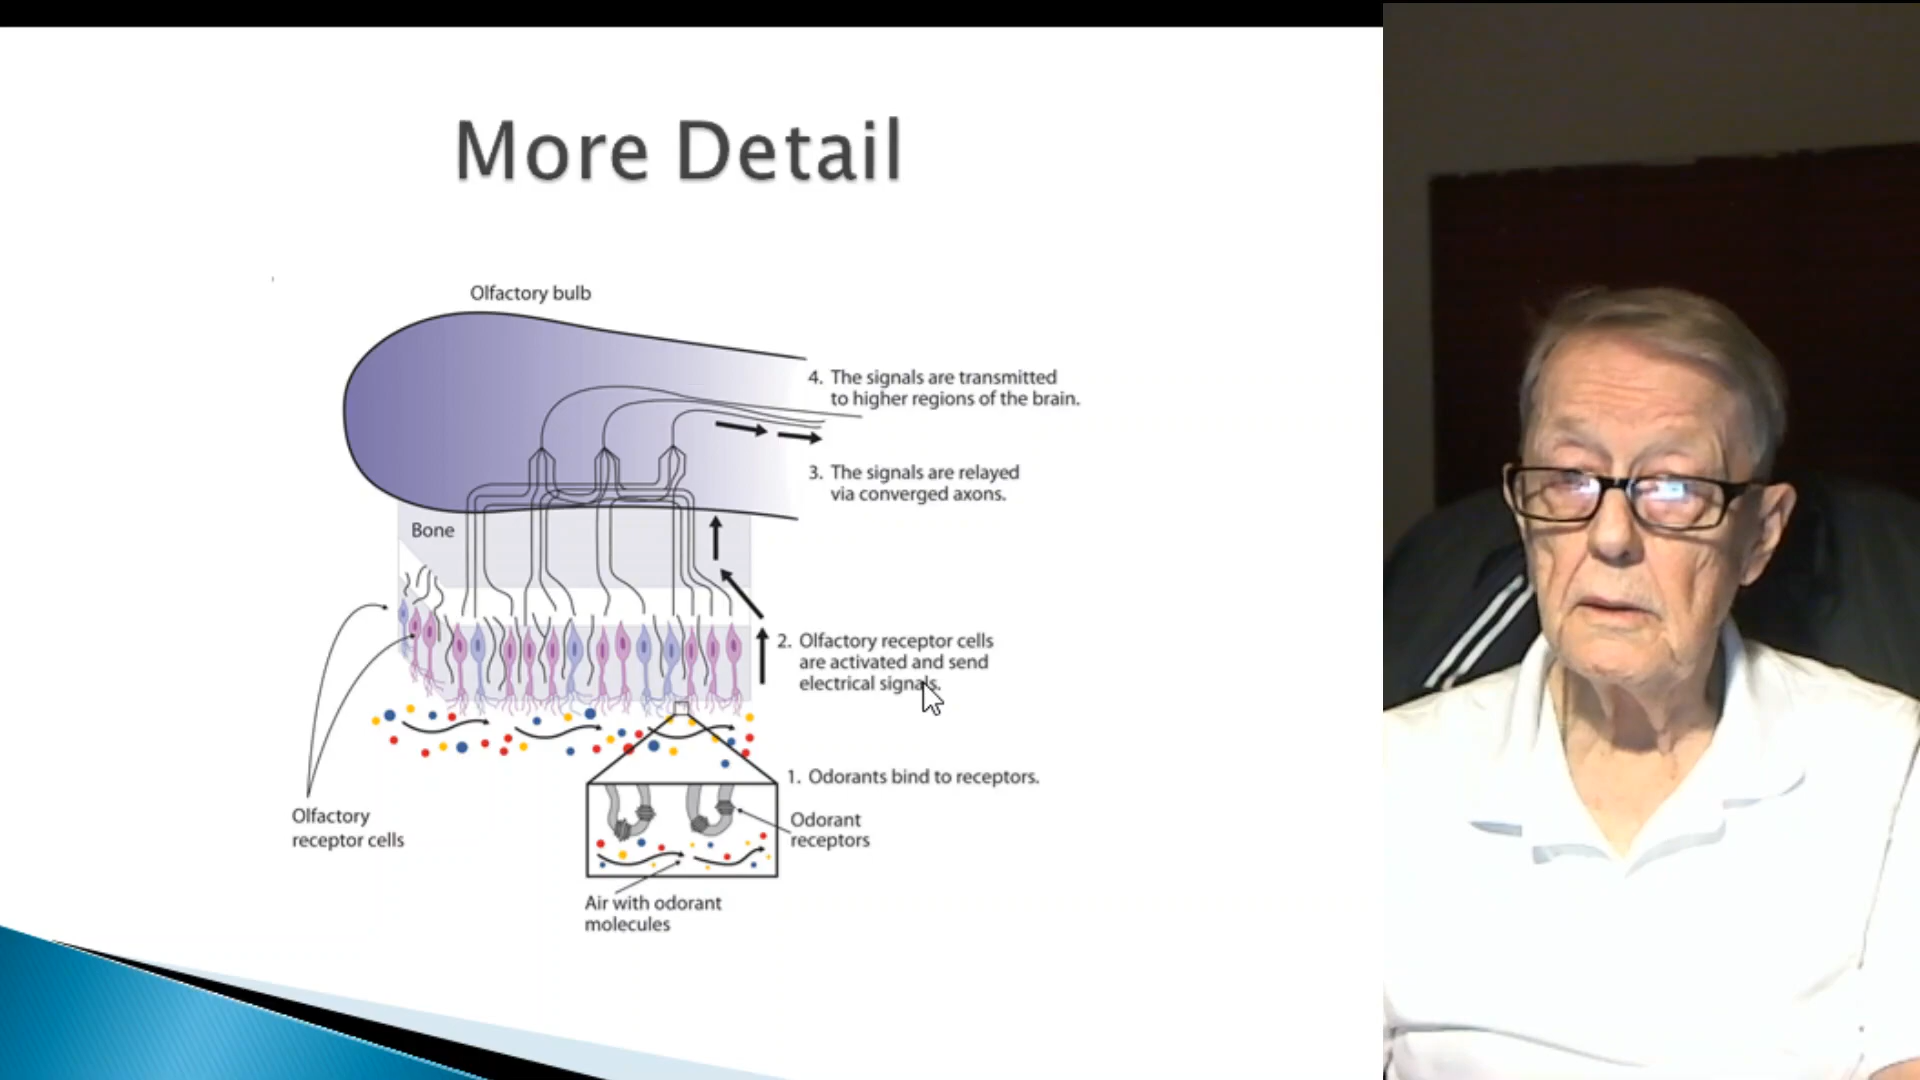 More Detail
Olfactory bulb
4. The signals are transmitted
to higher regions of the brain.
3. The signals are relayed
via converged axons.
Bone
2. Olfactory receptor cells
are activated and send
electrical signals.
1. Odorants bind to receptors.
Olfactory
receptor cells
Odorant
receptors
Air with odorant
molecules